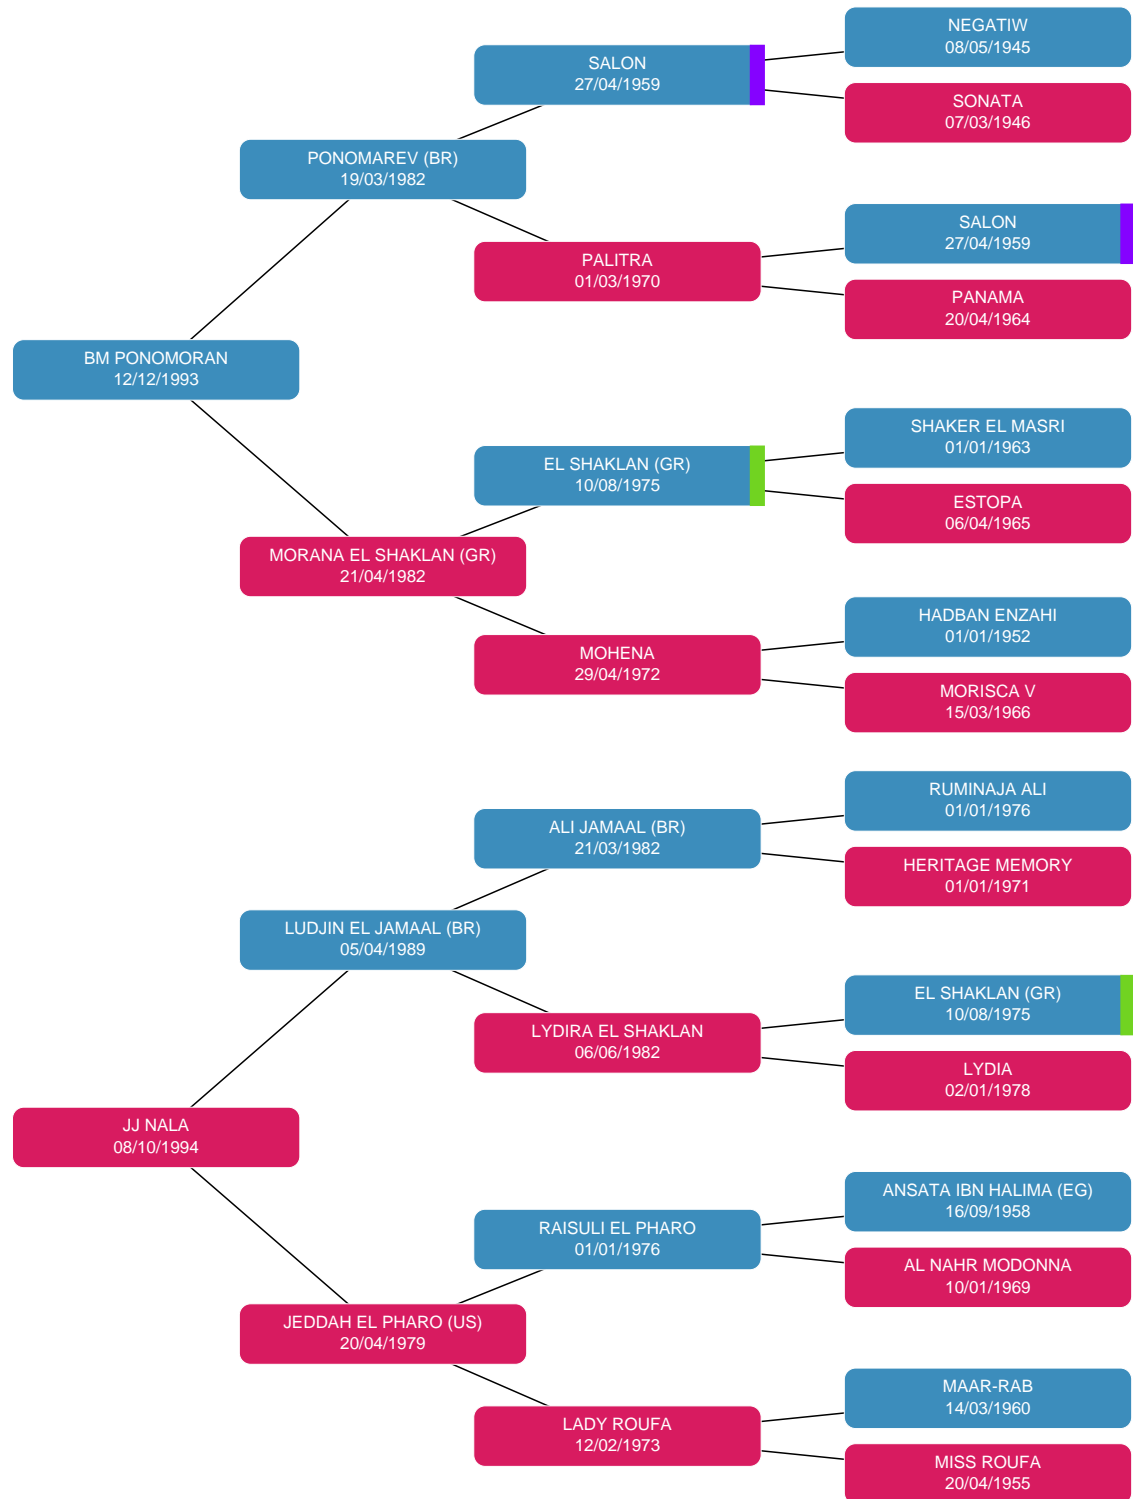 NEGATIW
08/05/1945
SALON
27/04/1959
SONATA
07/03/1946
PONOMAREV (BR)
19/03/1982
SALON
27/04/1959
PALITRA
01/03/1970
PANAMA
20/04/1964
BM PONOMORAN
12/12/1993
SHAKER EL MASRI
01/01/1963
EL SHAKLAN (GR)
10/08/1975
ESTOPA
06/04/1965
MORANA EL SHAKLAN (GR)
21/04/1982
HADBAN ENZAHI
01/01/1952
MOHENA
29/04/1972
MORISCA V
15/03/1966
RUMINAJA ALI
01/01/1976
ALI JAMAAL (BR)
21/03/1982
HERITAGE MEMORY
01/01/1971
LUDJIN EL JAMAAL (BR)
05/04/1989
EL SHAKLAN (GR)
10/08/1975
LYDIRA EL SHAKLAN
06/06/1982
LYDIA
02/01/1978
JJ NALA
08/10/1994
ANSATA IBN HALIMA (EG)
16/09/1958
RAISULI EL PHARO
01/01/1976
AL NAHR MODONNA
10/01/1969
JEDDAH EL PHARO (US)
20/04/1979
MAAR-RAB
14/03/1960
LADY ROUFA
12/02/1973
MISS ROUFA
20/04/1955